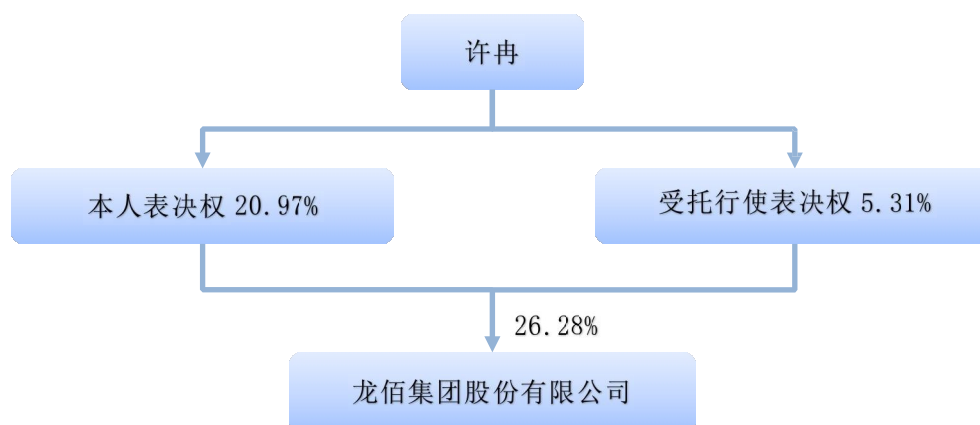 许冉
本人表决权 20.97%
受托行使表决权 5.31%
26.28%
龙佰集团股份有限公司